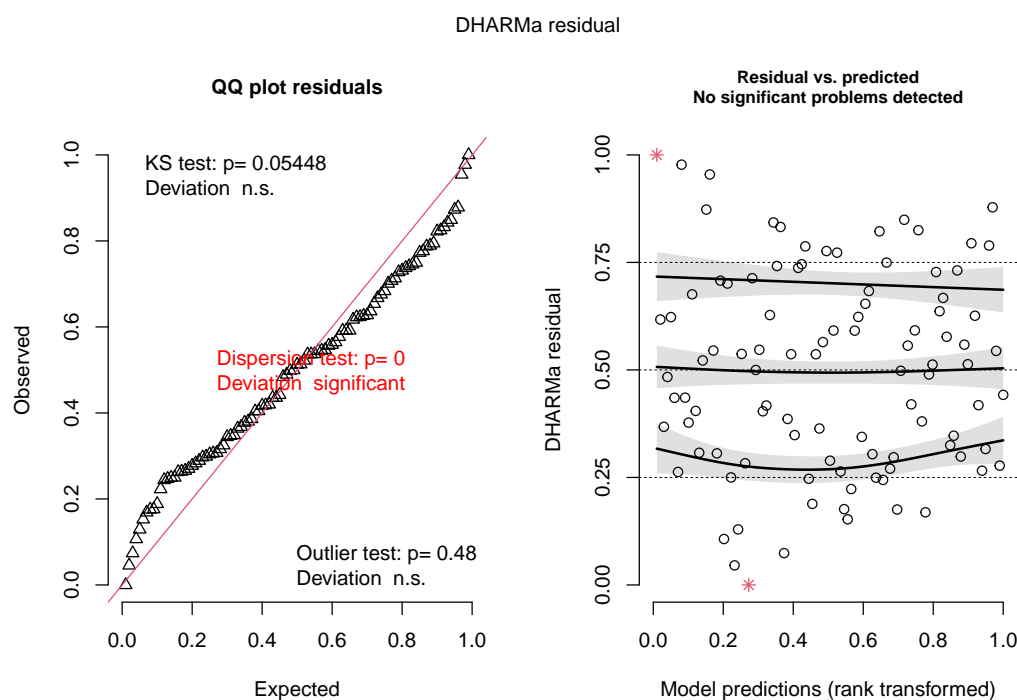 DHARMa residual
QQ plot residuals
KS test: p= 0.05448
Deviation n.s.
Dispersion test: p= 0
Deviation significant
Outlier test: p= 0.48
Deviation n.s.
Observed
0.0 0.2 0.4 0.6 0.8 1.0
0.0 0.2 0.4 0.6 0.8 1.0
Expected
Residual vs. predicted
No significant problems detected
DHARMa residual
0.00 0.25 0.50 0.75 1.00
0.0 0.2 0.4 0.6 0.8 1.0
Model predictions (rank transformed)